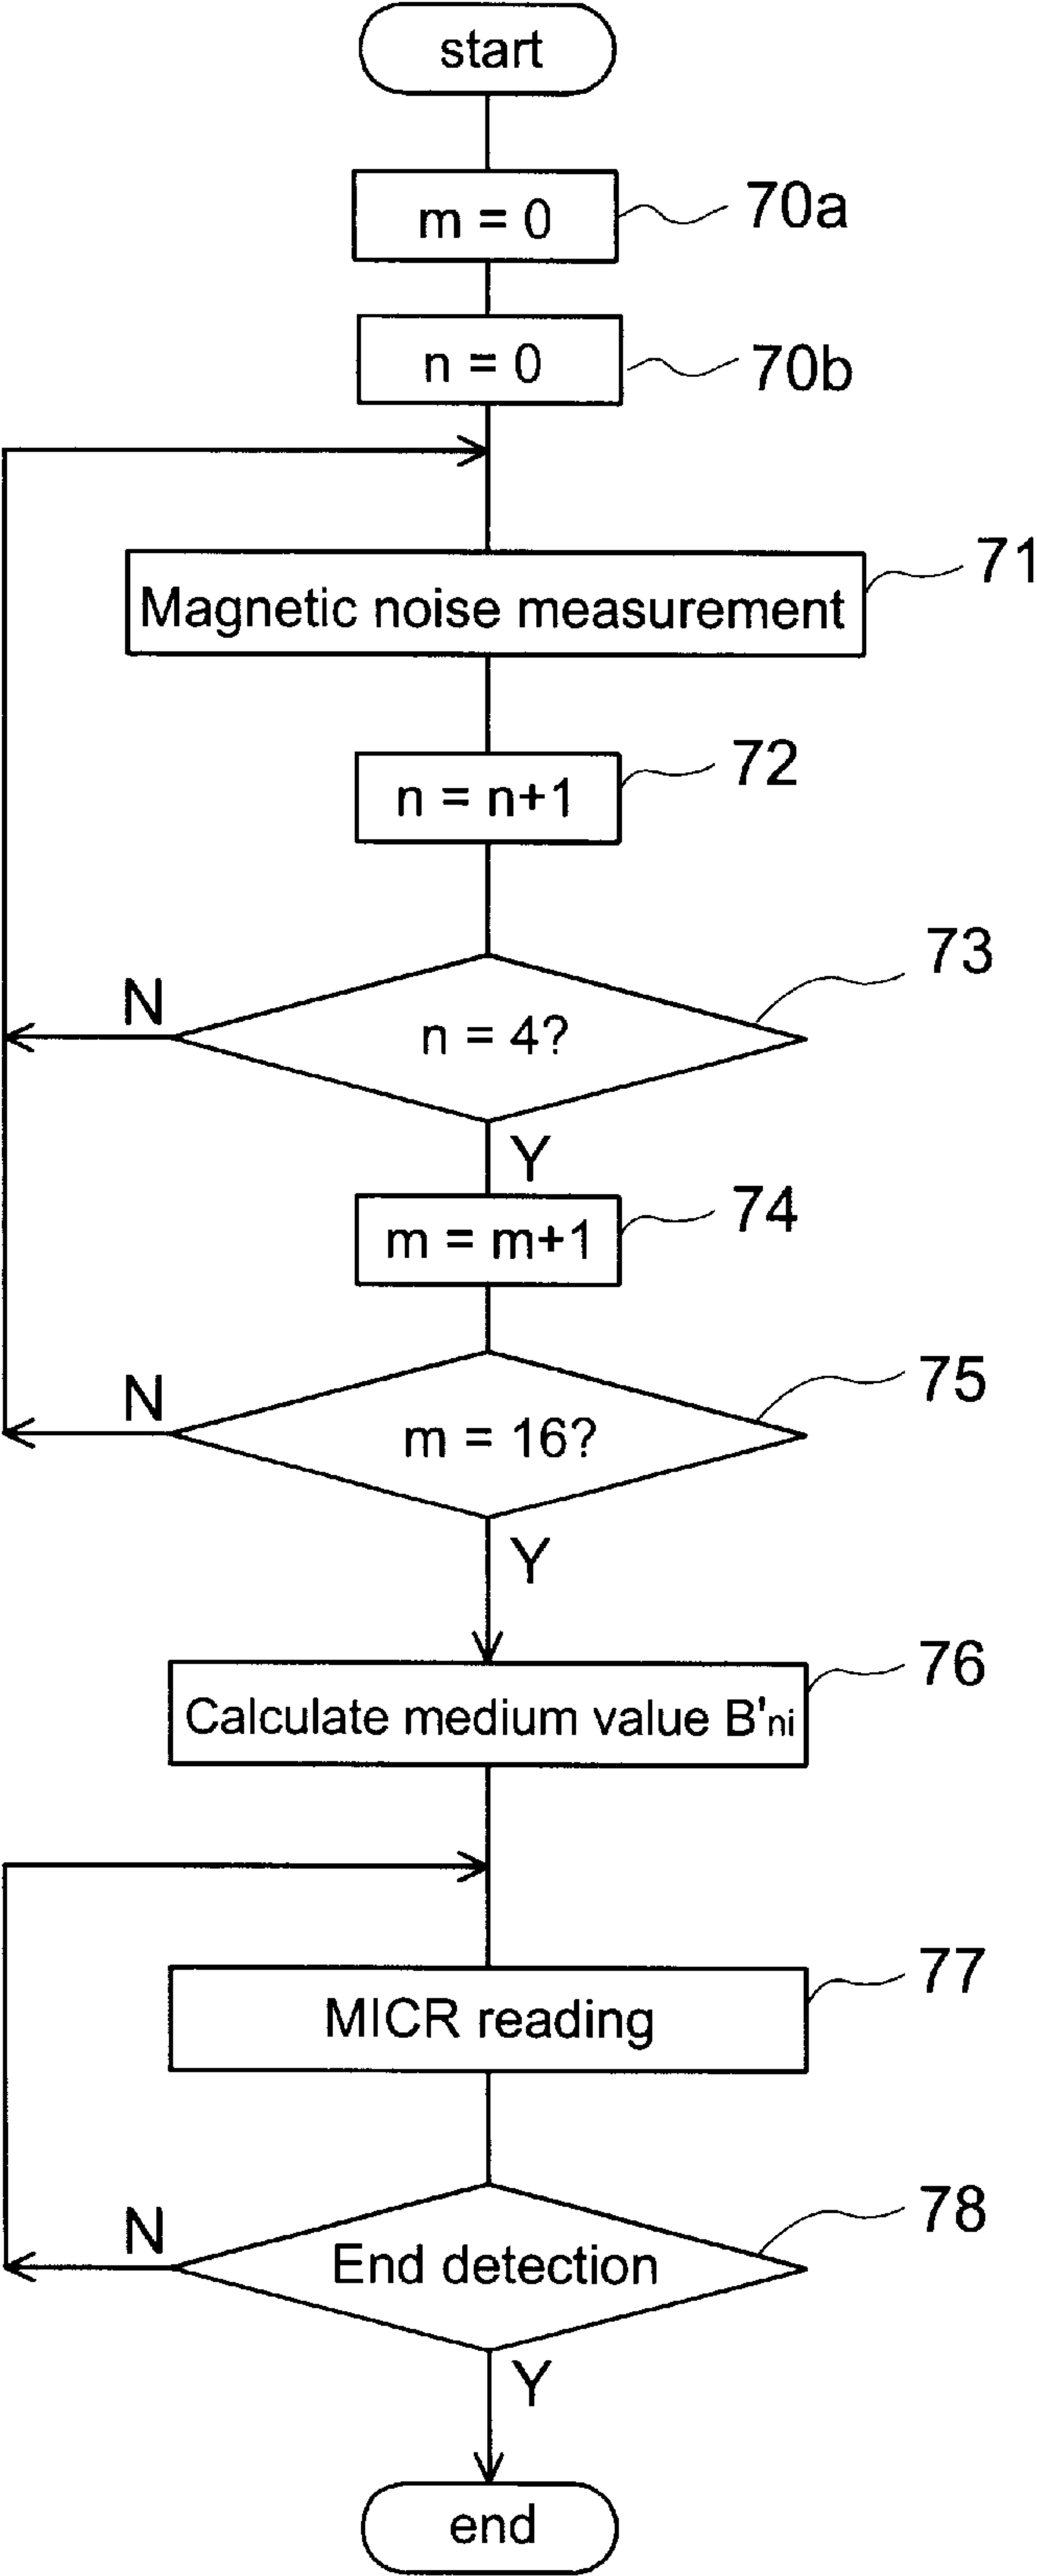 start
m = 0
70a
n = 0
70b
71
Magnetic noise measurement
72
n = n+1
73
N
n = 4?
Y
74
m = m+1
75
N
m = 16?
Y
76
Calculate medium value B'ni
77
MICR reading
78
N
End detection
Y
end